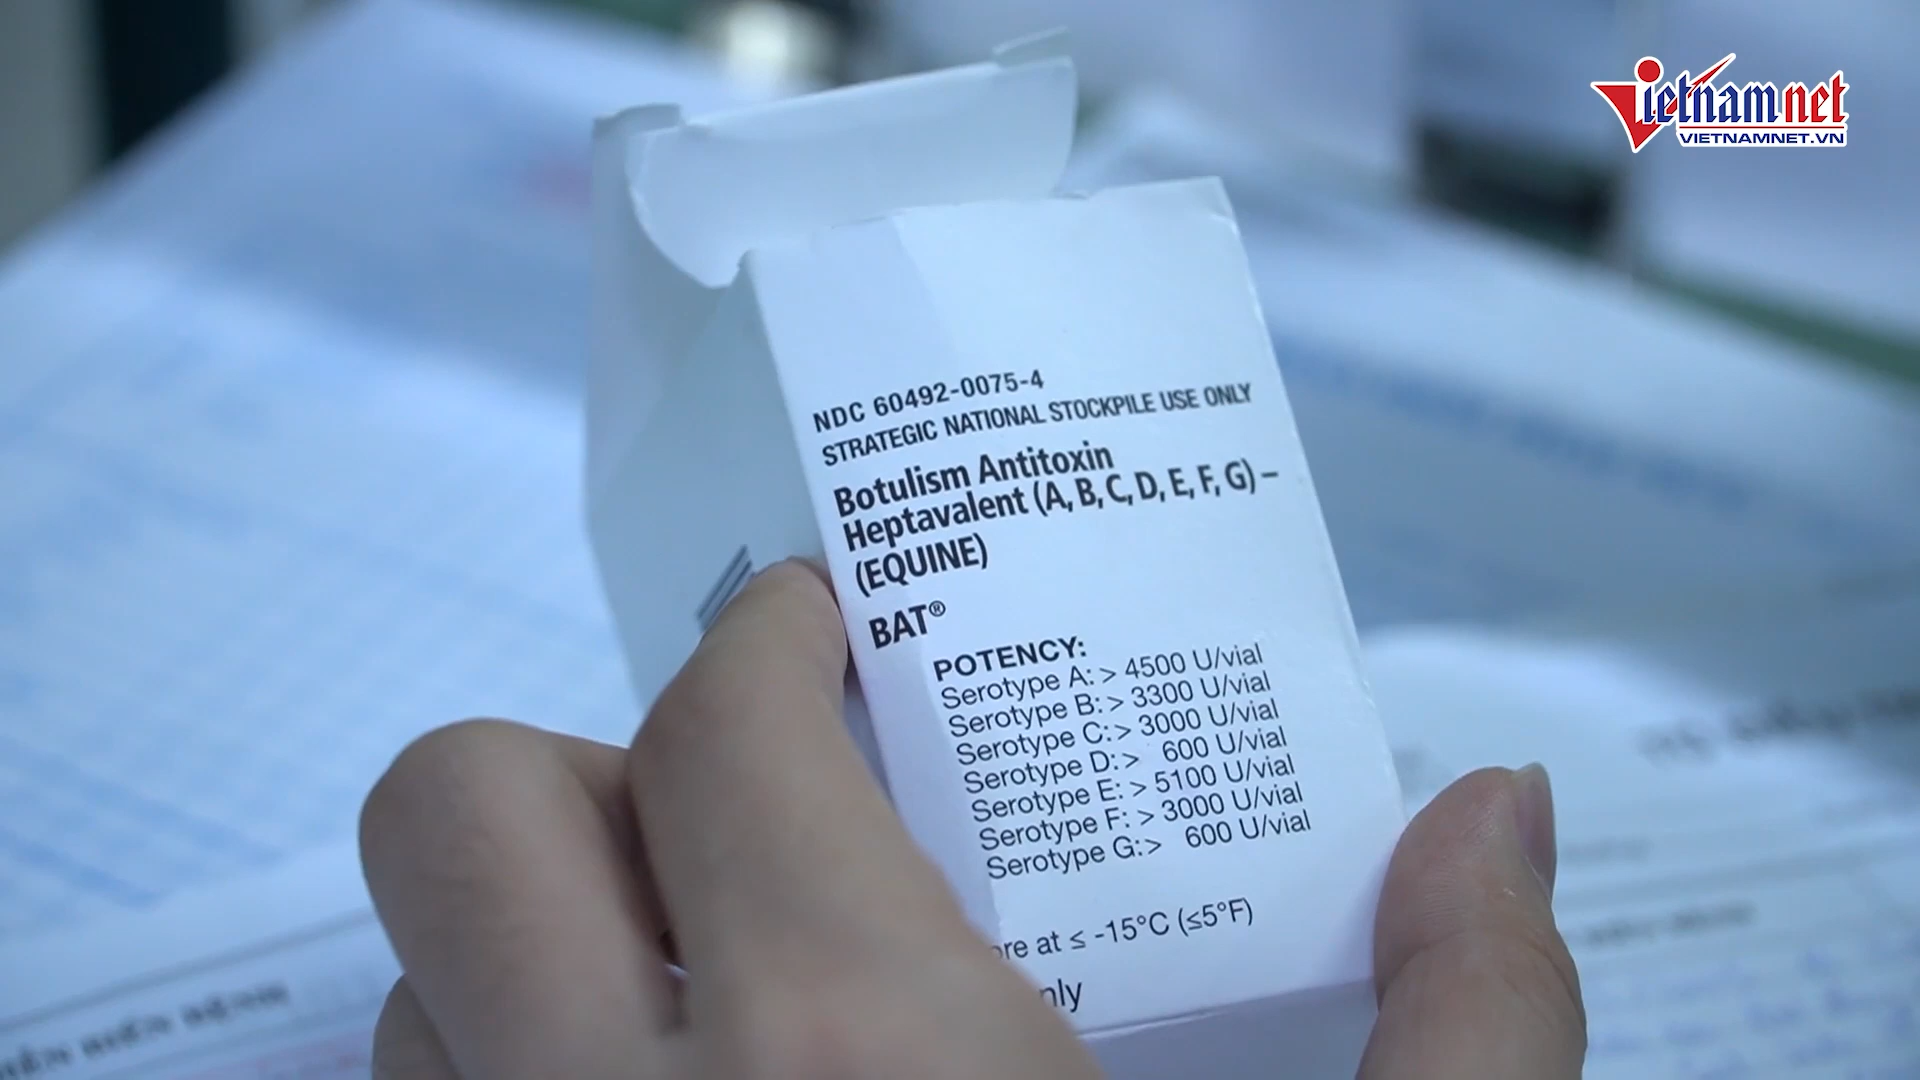 vietnamnet
VIETNAMNET.VN
NDC 60492-0075-4
STRATEGIC NATIONAL STOCKPILE USE ONLY
Botulism Antitoxin
Heptavalent (A, B, C, D, E, F, G) –
(EQUINE)
BAT®
POTENCY:
Serotype A: > 4500 U/vial
Serotype B: > 3300 U/vial
Serotype C: > 3000 U/vial
Serotype D: > 600 U/vial
Serotype E: > 5100 U/vial
Serotype F: > 3000 U/vial
Serotype G: > 600 U/vial
ore at ≤ -15°C (≤5°F)
nly